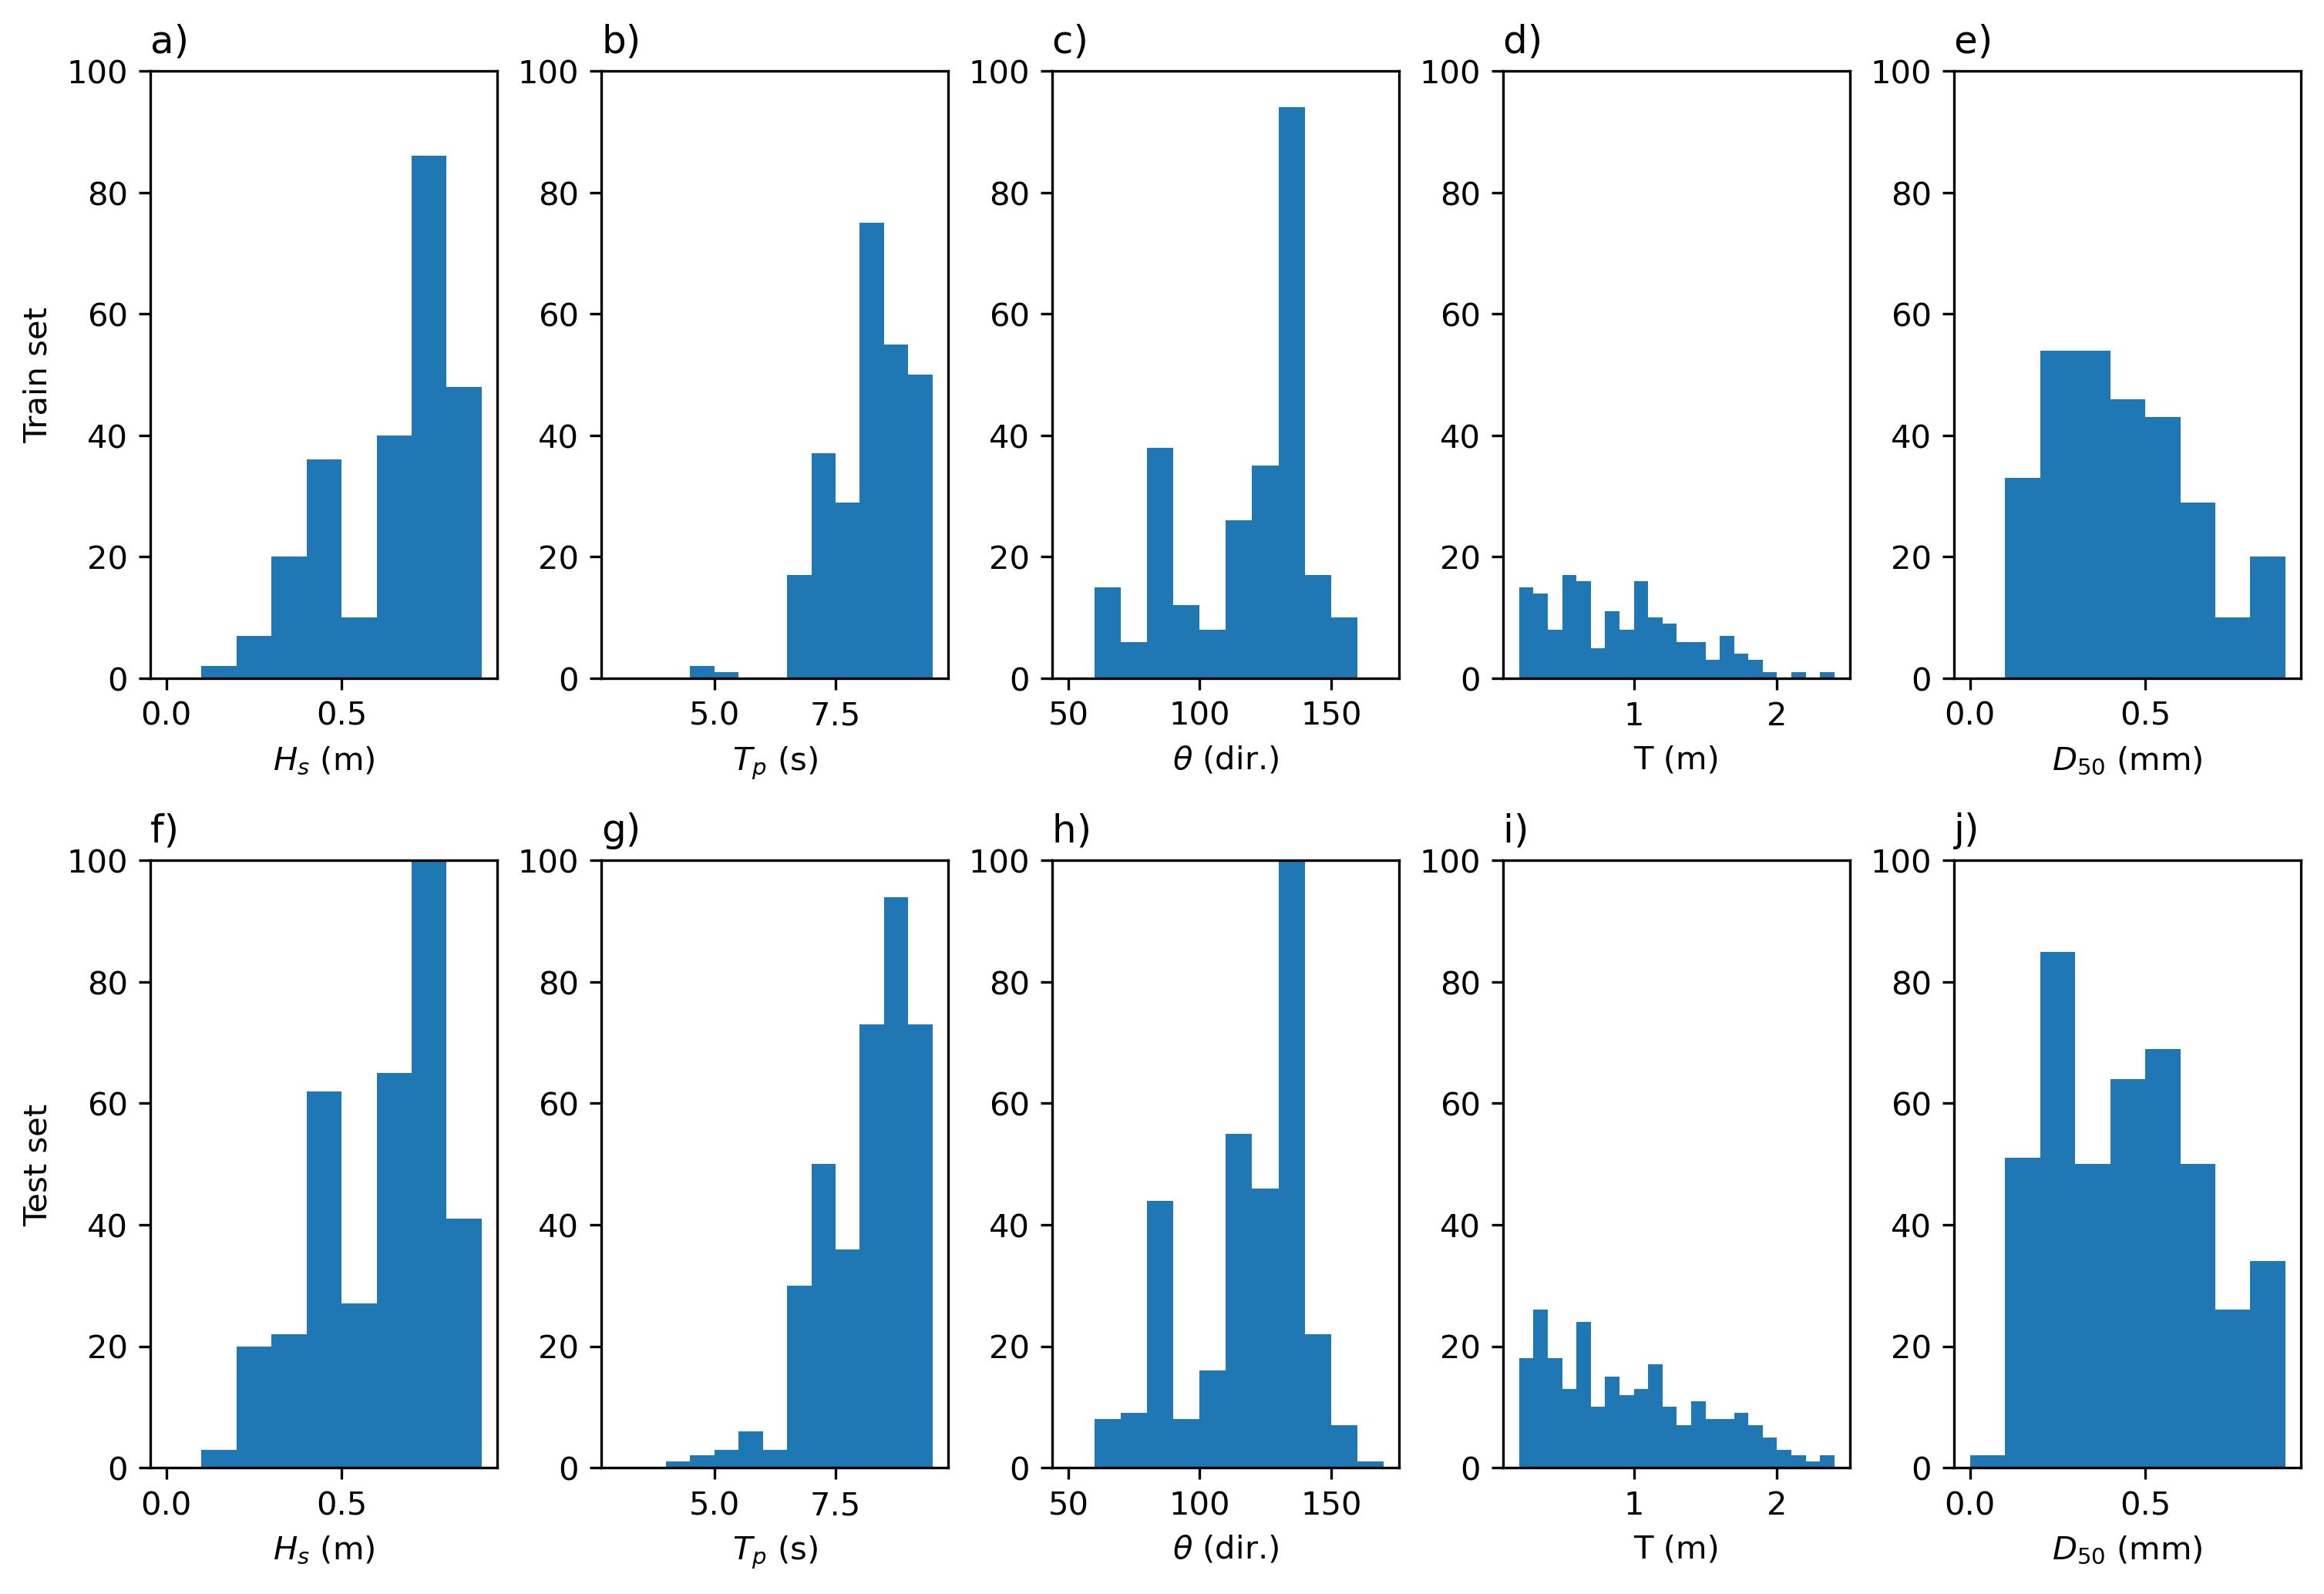 a)
b)
c)
d)
e)
100 100 100 100 100
80 80 80 80 80
60 60 60 60 60
Train set
40 40 40 40 40
20 20 20 20 20
0 0 0 0 0
0.0 0.5 5.0 7.5 50 100 150 1 2 0.0 0.5
Hs (m)
Tp (s)
θ (dir.)
T (m)
D50 (mm)
f)
g)
h)
i)
j)
100 100 100 100 100
80 80 80 80 80
60 60 60 60 60
Test set
40 40 40 40 40
20 20 20 20 20
0 0 0 0 0
0.0 0.5 5.0 7.5 50 100 150 1 2 0.0 0.5
Hs (m)
Tp (s)
θ (dir.)
T (m)
D50 (mm)